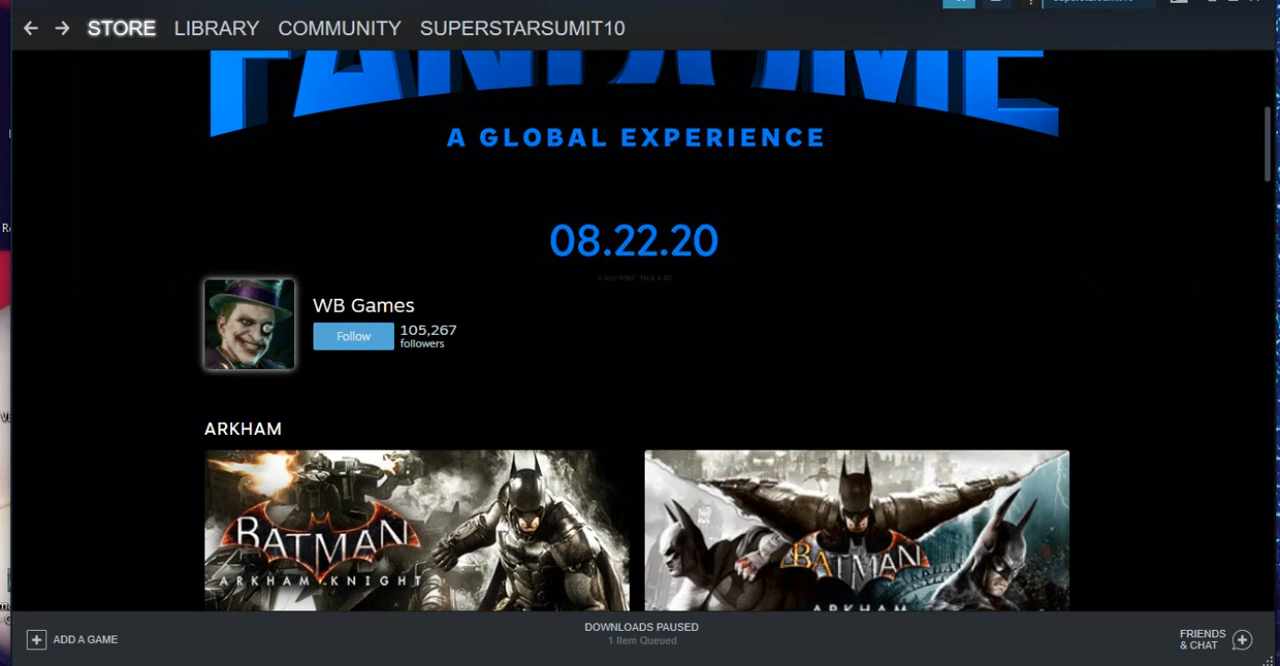 STORE LIBRARY COMMUNITY SUPERSTARSUMIT10
FANDOME
A GLOBAL EXPERIENCE
08.22.20
WB Games
Follow
105,267
followers
ARKHAM
BATMAN
ARKHAM KNIGHT
BATMAN
ARKHAM
DOWNLOADS PAUSED
1 Item Queued
ADD A GAME
FRIENDS
& CHAT